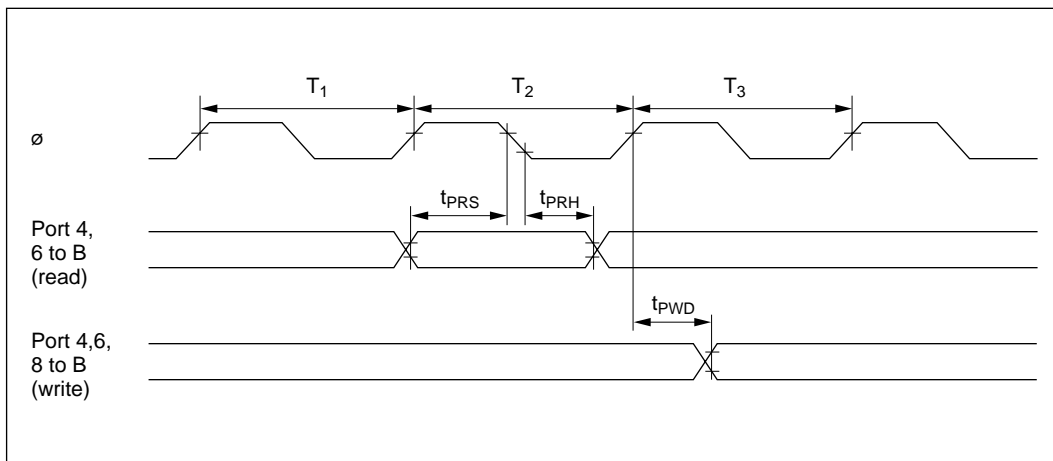 T1
T2
T3
ø
tPRS
tPRH
Port 4,
6 to B
(read)
tPWD
Port 4,6,
8 to B
(write)